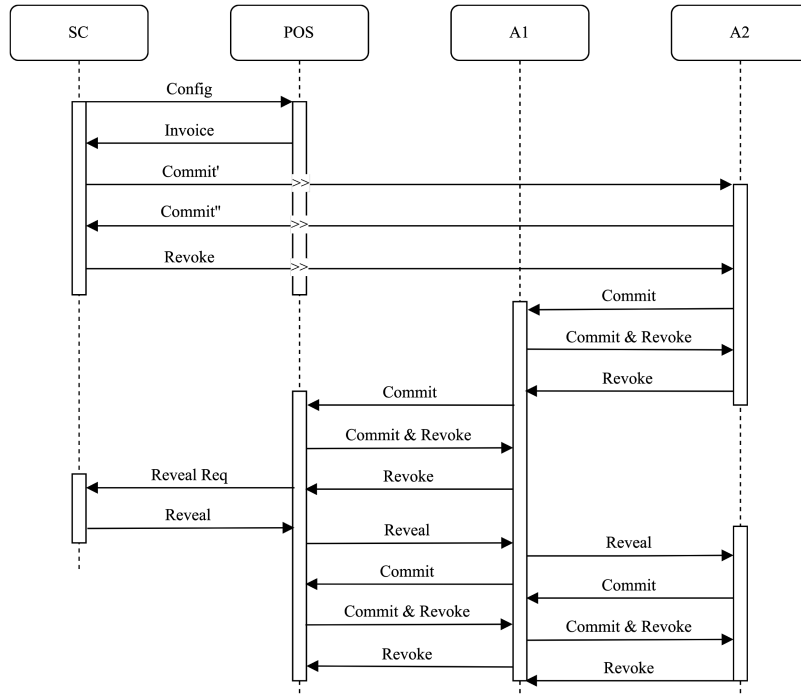 SC
POS
A1
A2
Config
Invoice
Commit'
>>
Commit''
>>
Revoke
>>
Commit
Commit & Revoke
Revoke
Commit
Commit & Revoke
Reveal Req
Revoke
Reveal
Reveal
Reveal
Commit
Commit
Commit & Revoke
Commit & Revoke
Revoke
Revoke